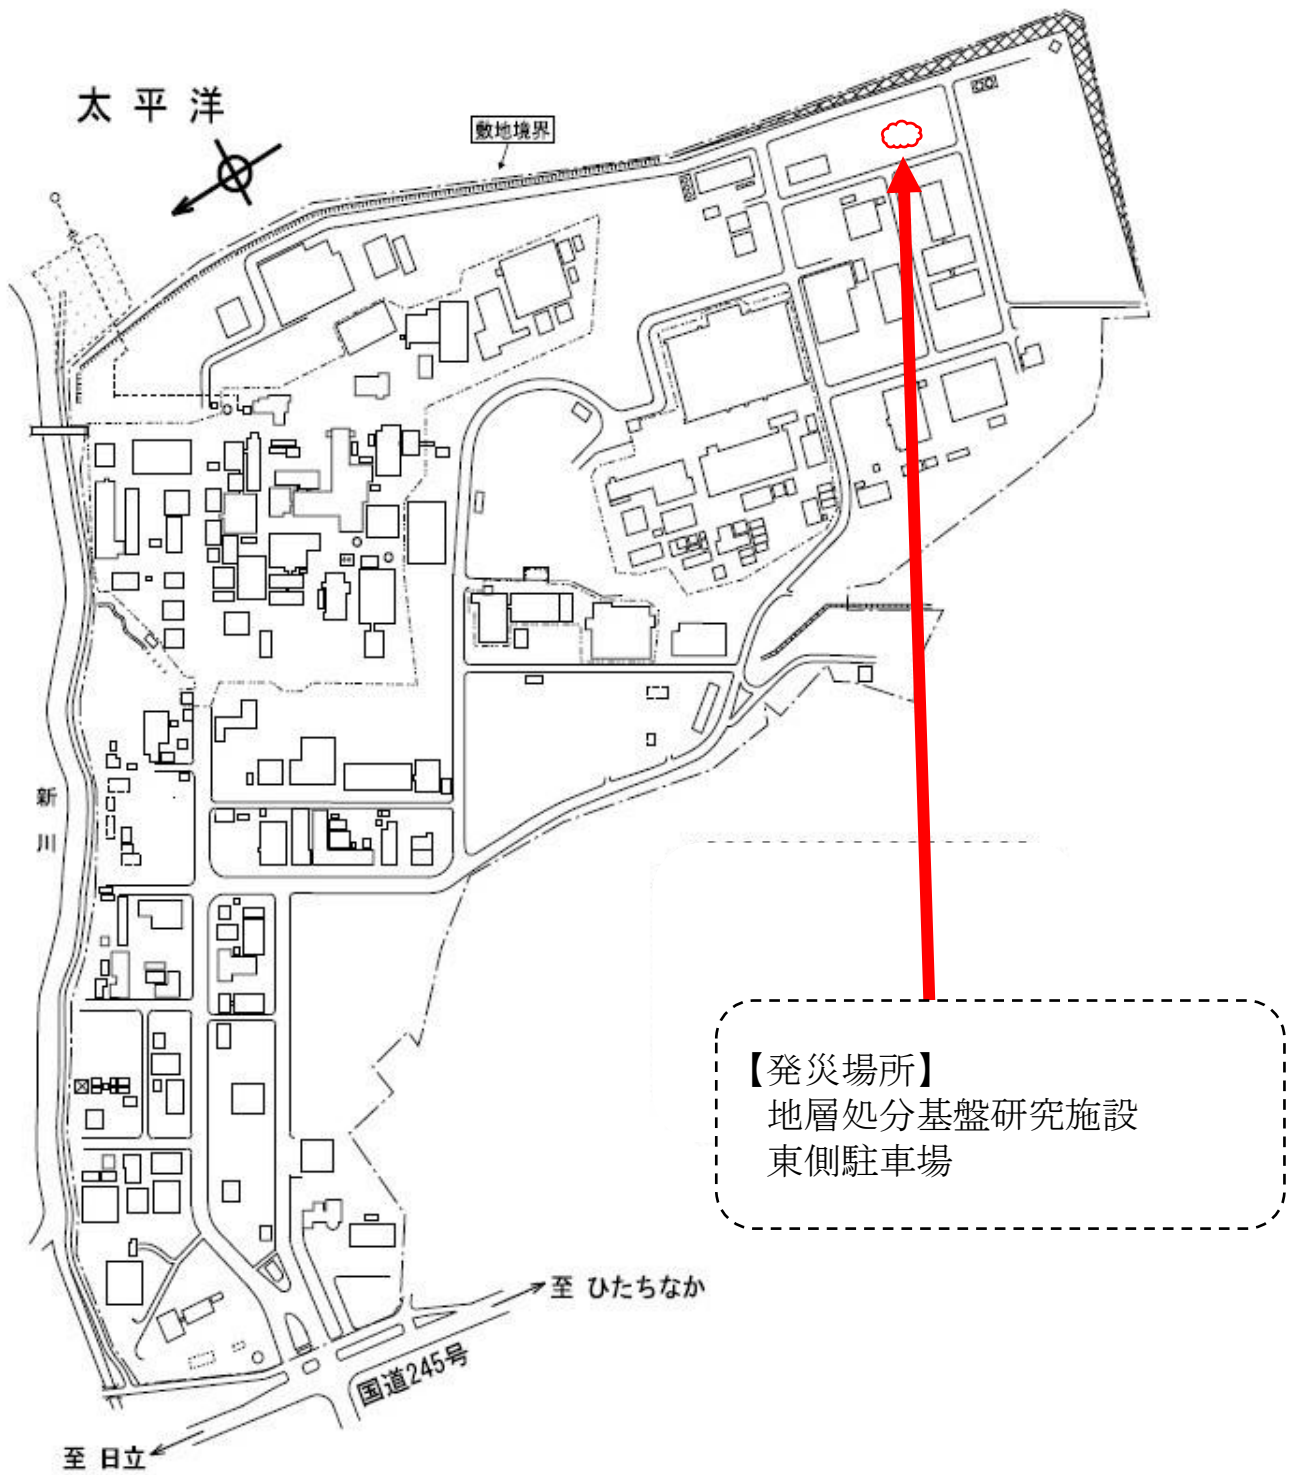 太平洋
敷地境界
新川
【発災場所】
地層処分基盤研究施設
東側駐車場
至 ひたちなか
国道245号
至 日立